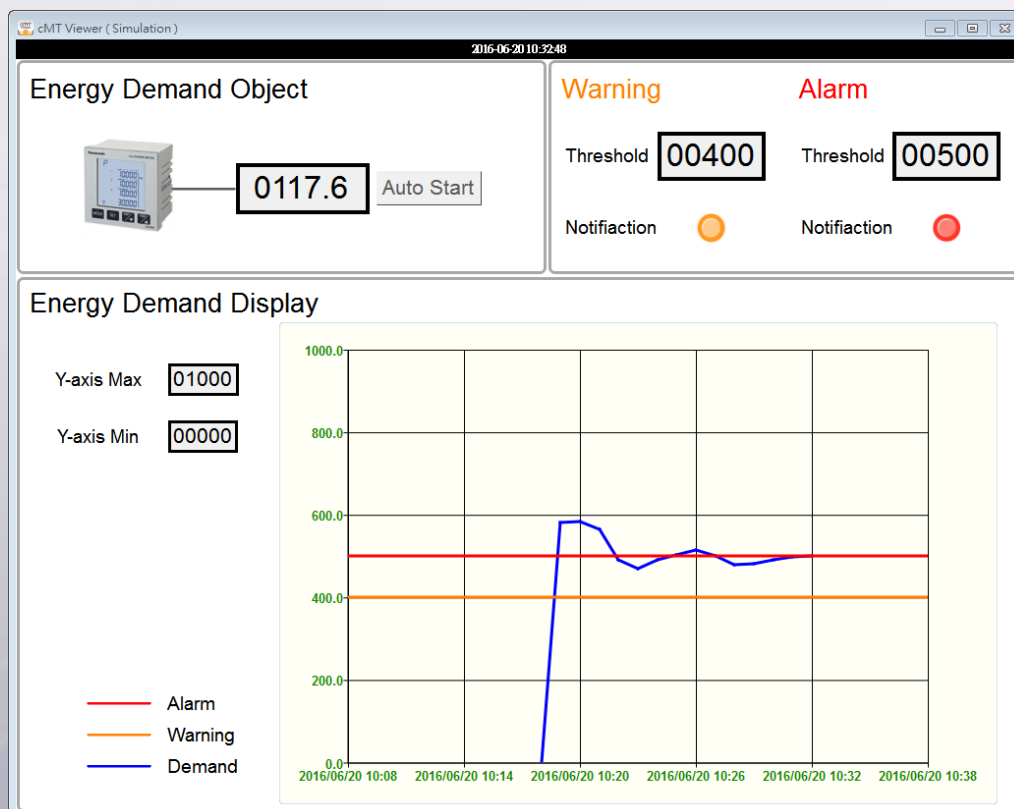 cMT Viewer ( Simulation )
2016-06-20 10:32:48
Energy Demand Object
Warning
Alarm
Panasonic
P
0117.6
Auto Start
Threshold 00400
Threshold 00500
Notifiaction
Notifiaction
Energy Demand Display
Y-axis Max 01000
Y-axis Min 00000
1000.0
800.0
600.0
400.0
200.0
0.0
2016/06/20 10:08 2016/06/20 10:14 2016/06/20 10:20 2016/06/20 10:26 2016/06/20 10:32 2016/06/20 10:38
Alarm
Warning
Demand